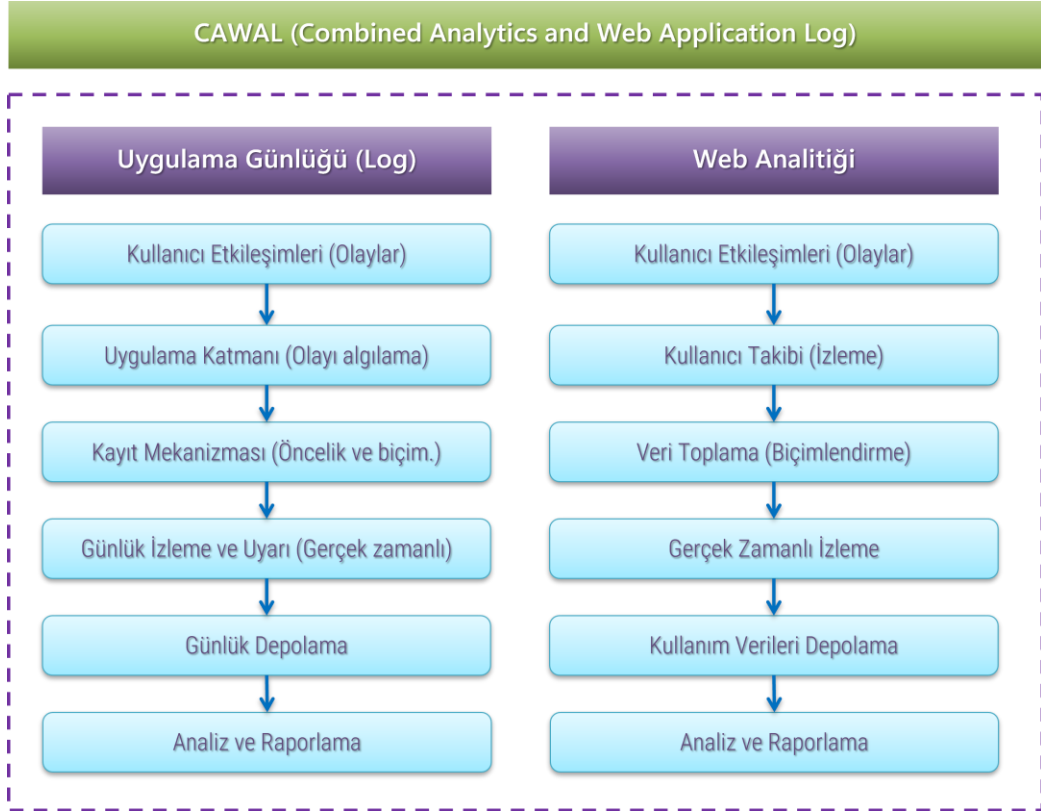 CAWAL (Combined Analytics and Web Application Log)
Uygulama Günlüğü (Log)
Kullanıcı Etkileşimleri (Olaylar)
Uygulama Katmanı (Olayı algılama)
Kayıt Mekanizması (Öncelik ve biçim.)
Günlük İzleme ve Uyarı (Gerçek zamanlı)
Günlük Depolama
Analiz ve Raporlama
Web Analitiği
Kullanıcı Etkileşimleri (Olaylar)
Kullanıcı Takibi (İzleme)
Veri Toplama (Biçimlendirme)
Gerçek Zamanlı İzleme
Kullanım Verileri Depolama
Analiz ve Raporlama